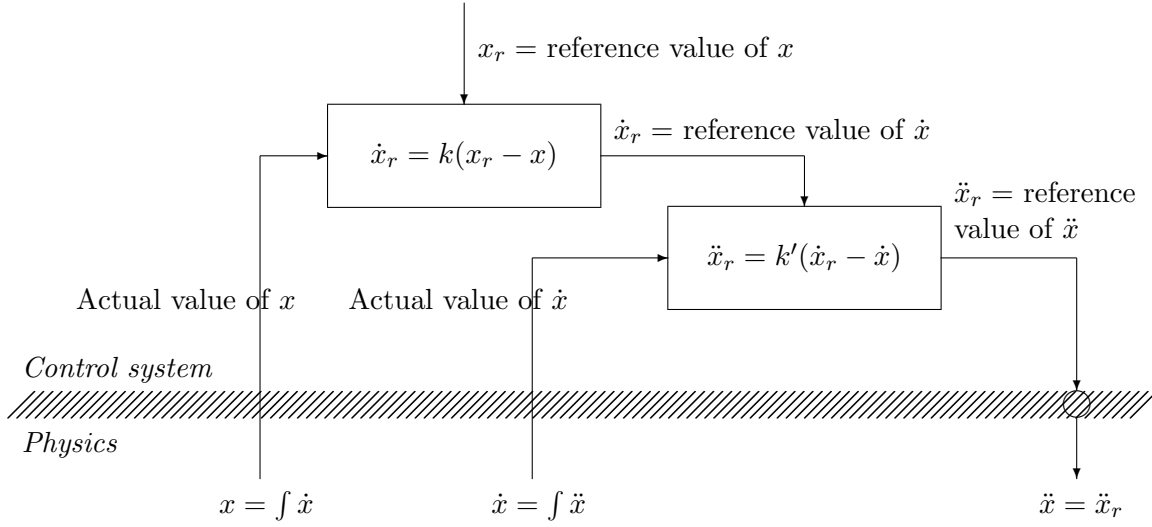 x_r = reference value of x
ẋ_r = k(x_r − x)
ẋ_r = reference value of ẋ
ẍ_r = reference
value of ẍ
ẍ_r = k′(ẋ_r − ẋ)
Actual value of x
Actual value of ẋ
Control system
Physics
x = ∫ ẋ
ẋ = ∫ ẍ
ẍ = ẍ_r